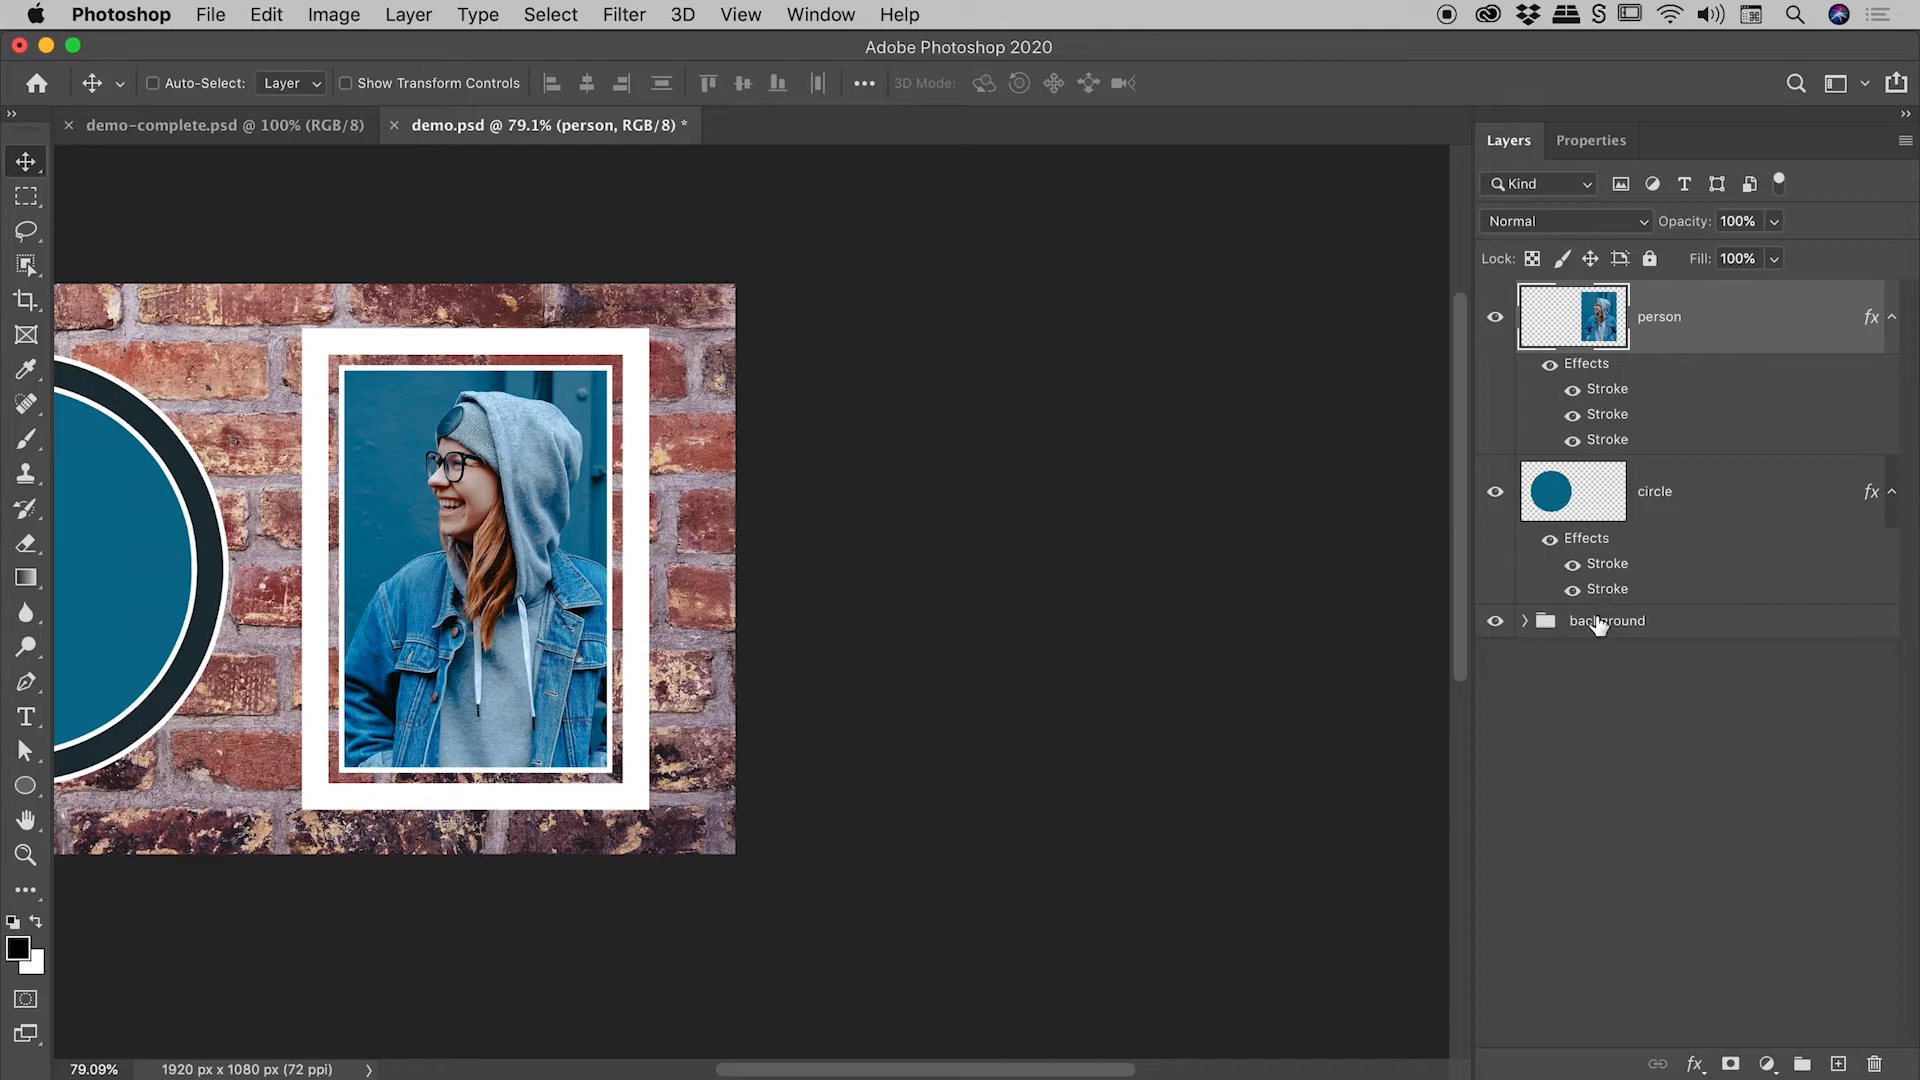 Photoshop File Edit Image Layer Type Select Filter 3D View Window Help
Adobe Photoshop 2020
Auto-Select: Layer Show Transform Controls 3D Mode:
demo-complete.psd @ 100% (RGB/8) demo.psd @ 79.1% (person, RGB/8) *
Layers Properties
Kind
Normal Opacity: 100%
Lock: Fill: 100%
person fx
Effects
Stroke
Stroke
Stroke
circle fx
Effects
Stroke
Stroke
background
79.09% 1920 px x 1080 px (72 ppi)
fx